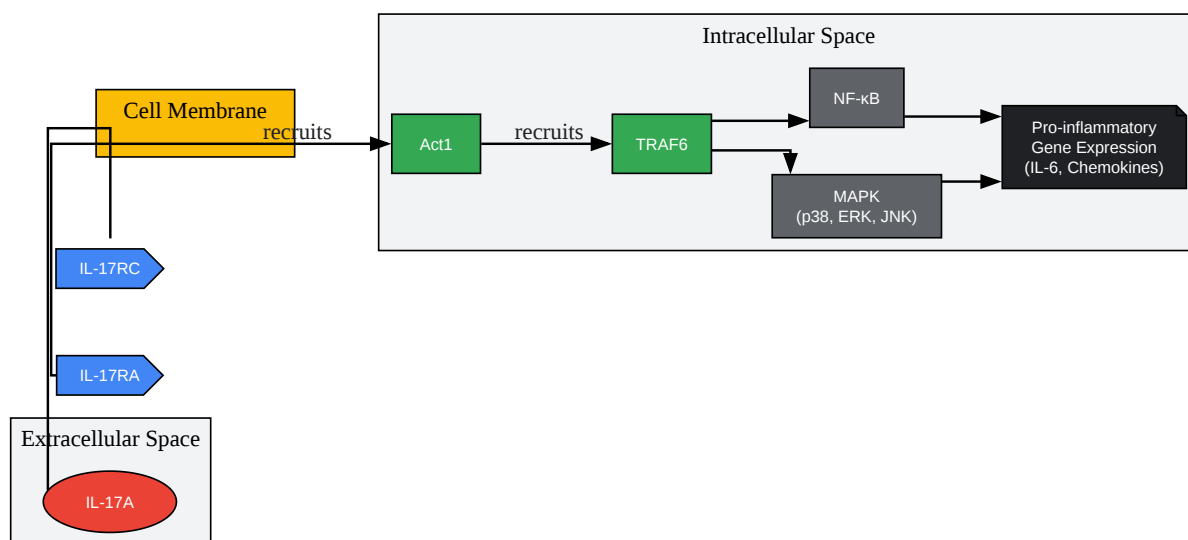 Intracellular Space
Cell Membrane
recruits
Act1
recruits
TRAF6
NF-κB
MAPK
(p38, ERK, JNK)
Pro-inflammatory
Gene Expression
(IL-6, Chemokines)
IL-17RC
IL-17RA
Extracellular Space
IL-17A